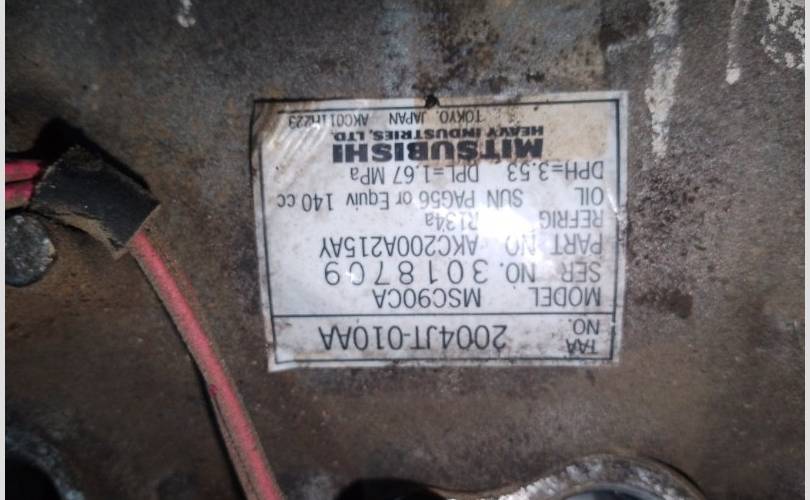 TAA NO. 2004JT-010AA
MODEL MSC90CA
SER NO. 3018709
PART NO AKC200A215AY
REFRIG R134a
OIL SUN PAG56 or Equiv 140 cc
DPH=3.53 DPL=1.67 MPa
MITSUBISHI
HEAVY INDUSTRIES, LTD.
TOKYO, JAPAN AKC011H223